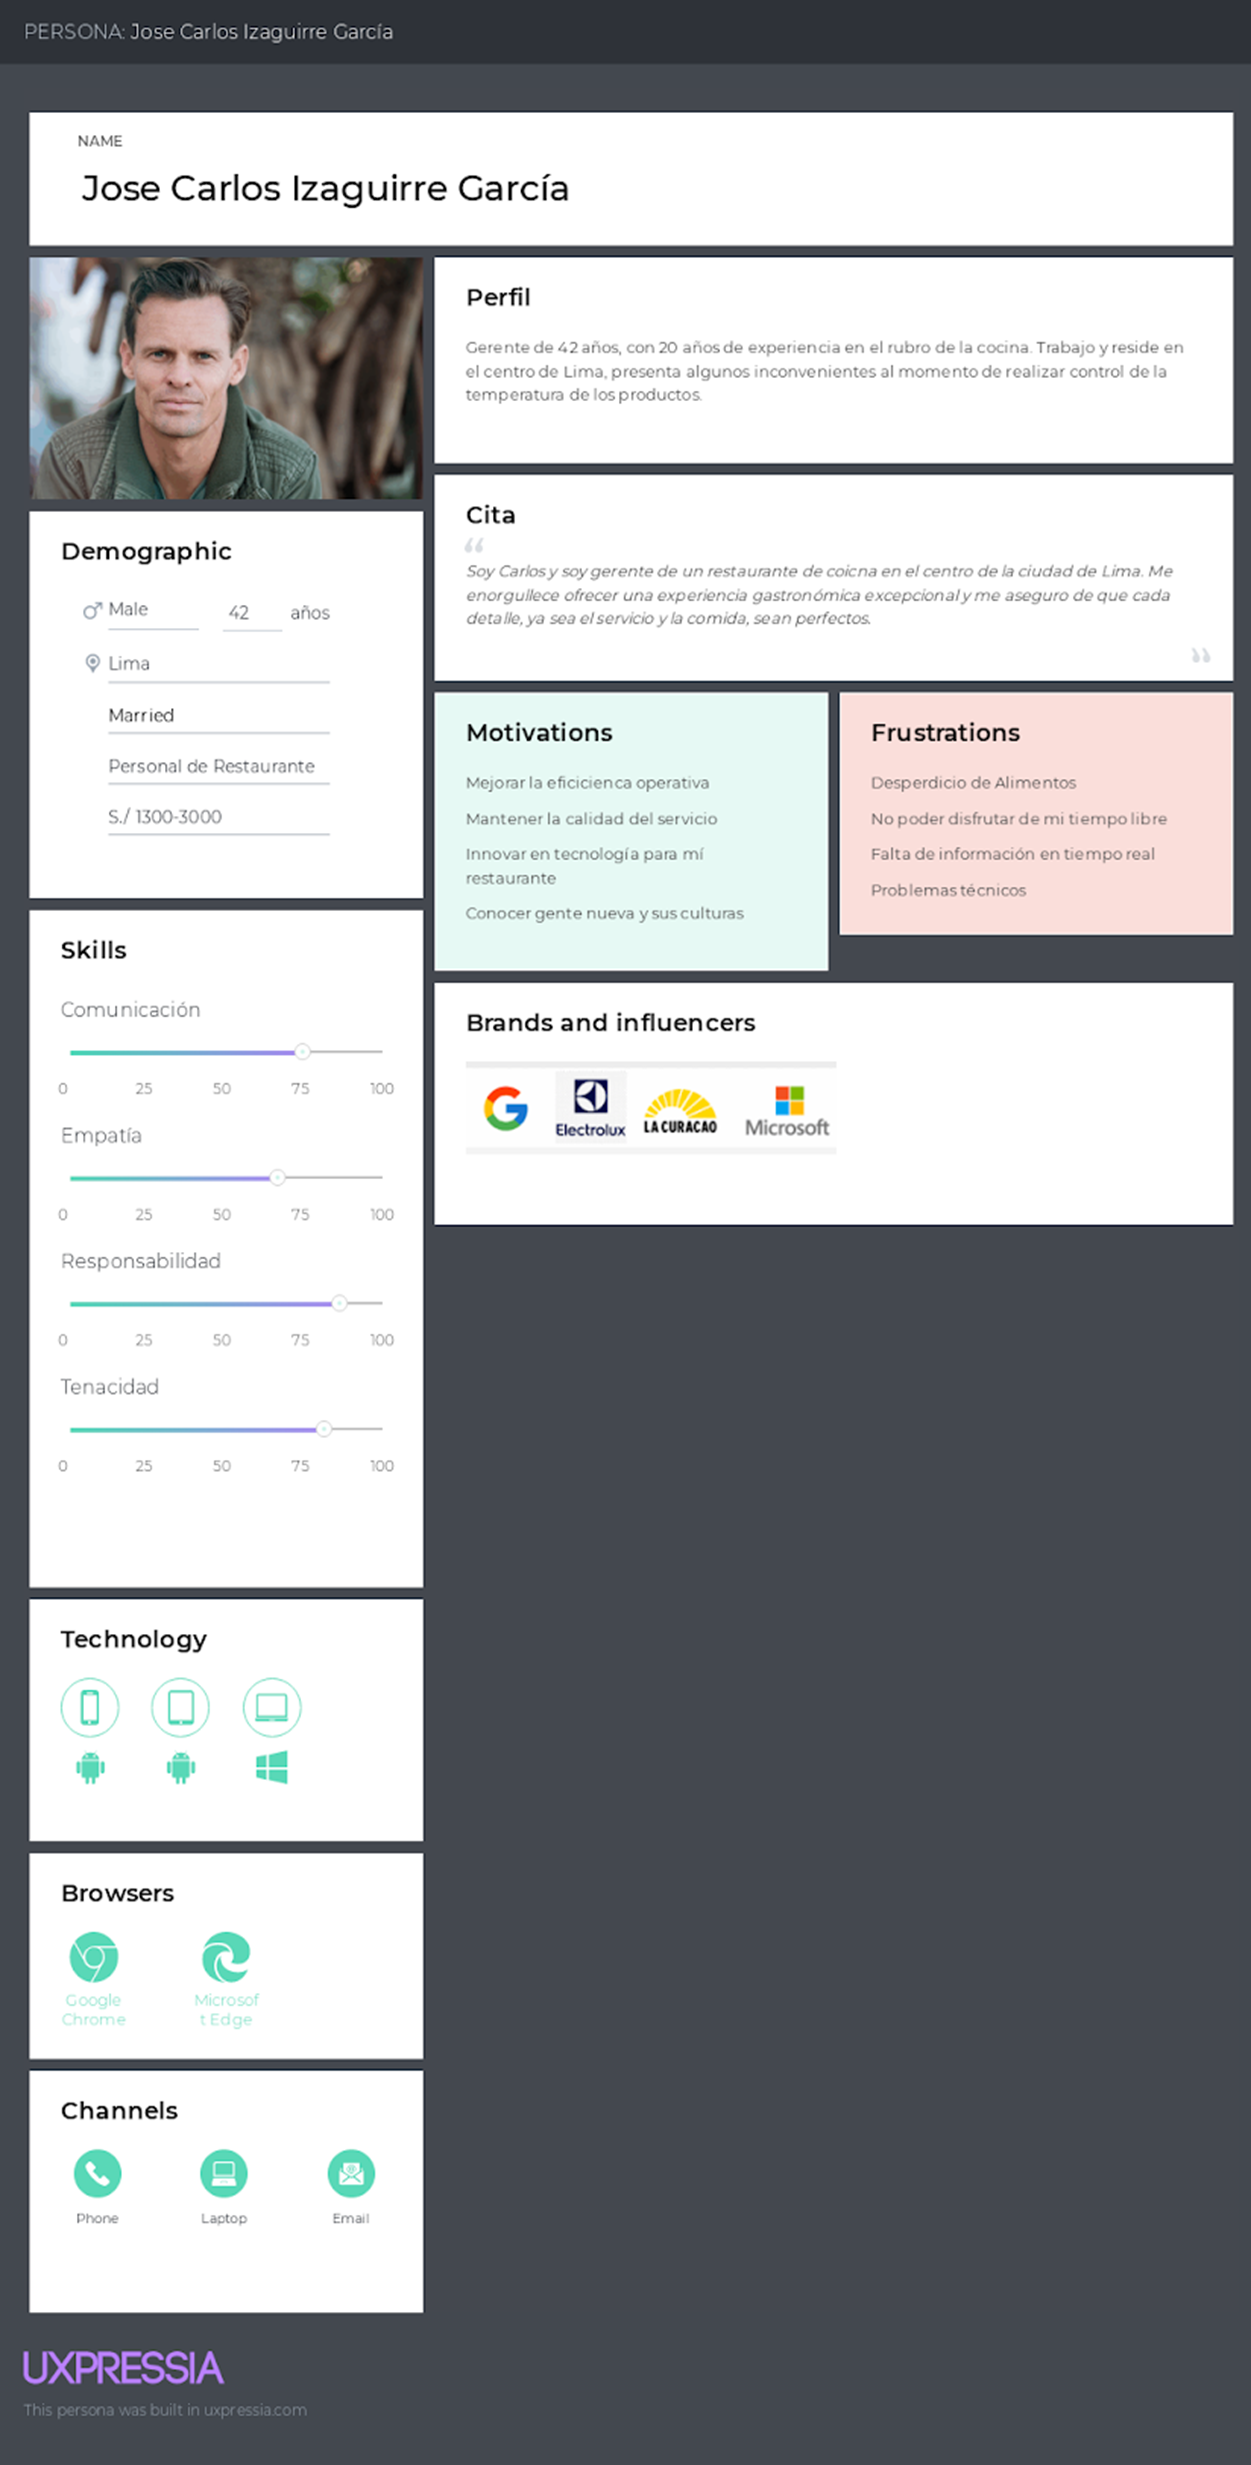 PERSONA: Jose Carlos Izaguirre García
NAME
Jose Carlos Izaguirre García
Perfil
Gerente de 42 años, con 20 años de experiencia en el rubro de la cocina. Trabajo y reside en
el centro de Lima, presenta algunos inconvenientes al momento de realizar control de la
temperatura de los productos.
Cita
“
Soy Carlos y soy gerente de un restaurante de coicna en el centro de la ciudad de Lima. Me
enorgullece ofrecer una experiencia gastronómica excepcional y me aseguro de que cada
detalle, ya sea el servicio y la comida, sean perfectos.
”
Demographic
Male 42 años
Lima
Married
Personal de Restaurante
S./ 1300-3000
Motivations
Mejorar la eficicienca operativa
Mantener la calidad del servicio
Innovar en tecnología para mí
restaurante
Conocer gente nueva y sus culturas
Frustrations
Desperdicio de Alimentos
No poder disfrutar de mi tiempo libre
Falta de información en tiempo real
Problemas técnicos
Skills
Comunicación
0 25 50 75 100
Empatía
0 25 50 75 100
Responsabilidad
0 25 50 75 100
Tenacidad
0 25 50 75 100
Brands and influencers
G Electrolux LA CURACAO Microsoft
Technology
Browsers
Google
Chrome
Microsof
t Edge
Channels
Phone Laptop Email
UXPRESSIA
This persona was built in uxpressia.com